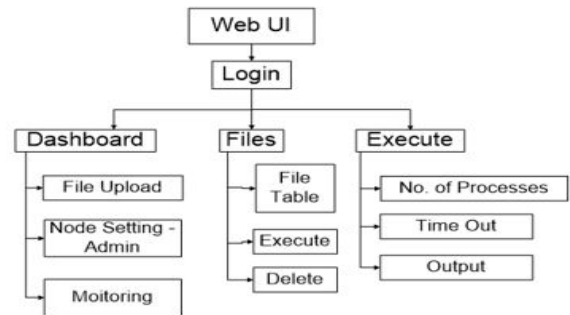 Web UI
Login
Dashboard
Files
Execute
File Upload
Node Setting -
Admin
Moitoring
File
Table
Execute
Delete
No. of Processes
Time Out
Output